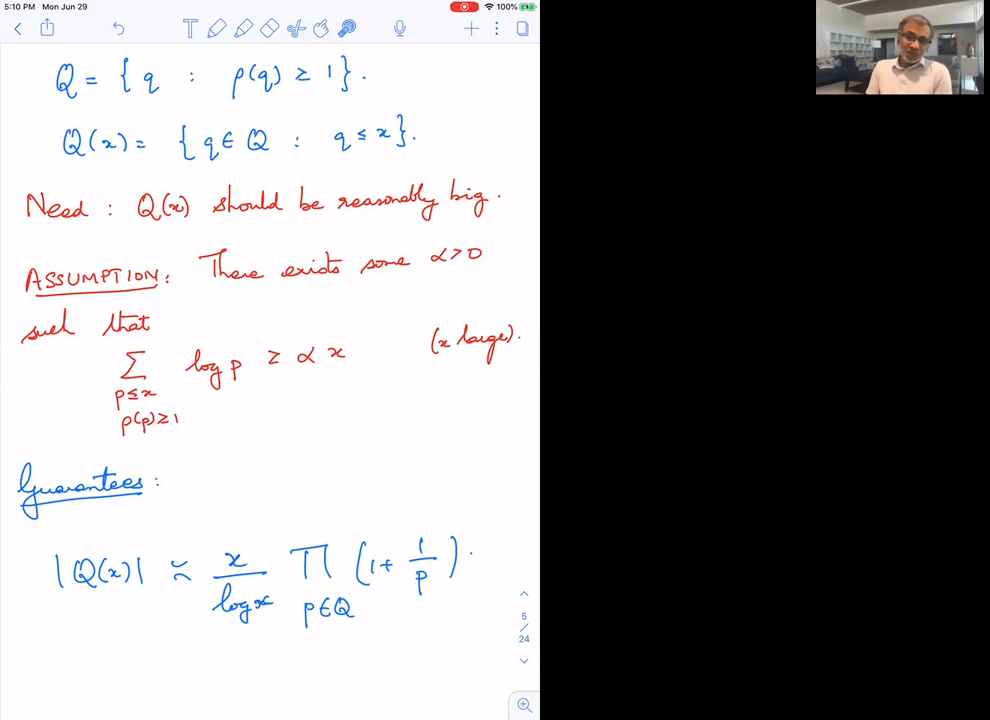 5:10 PM Mon Jun 29
100%
Q = { q : ρ(q) ≥ 1 }.
Q(x) = { q ∈ Q : q ≤ x }.
Need : Q(x) should be reasonably big.
ASSUMPTION: There exists some α > 0
such that
∑ log p ≥ α x (x large).
p ≤ x
ρ(p) ≥ 1
Guarantees :
|Q(x)| ≍ x / log x ∏ (1 + 1/p).
p ∈ Q
5
/
24